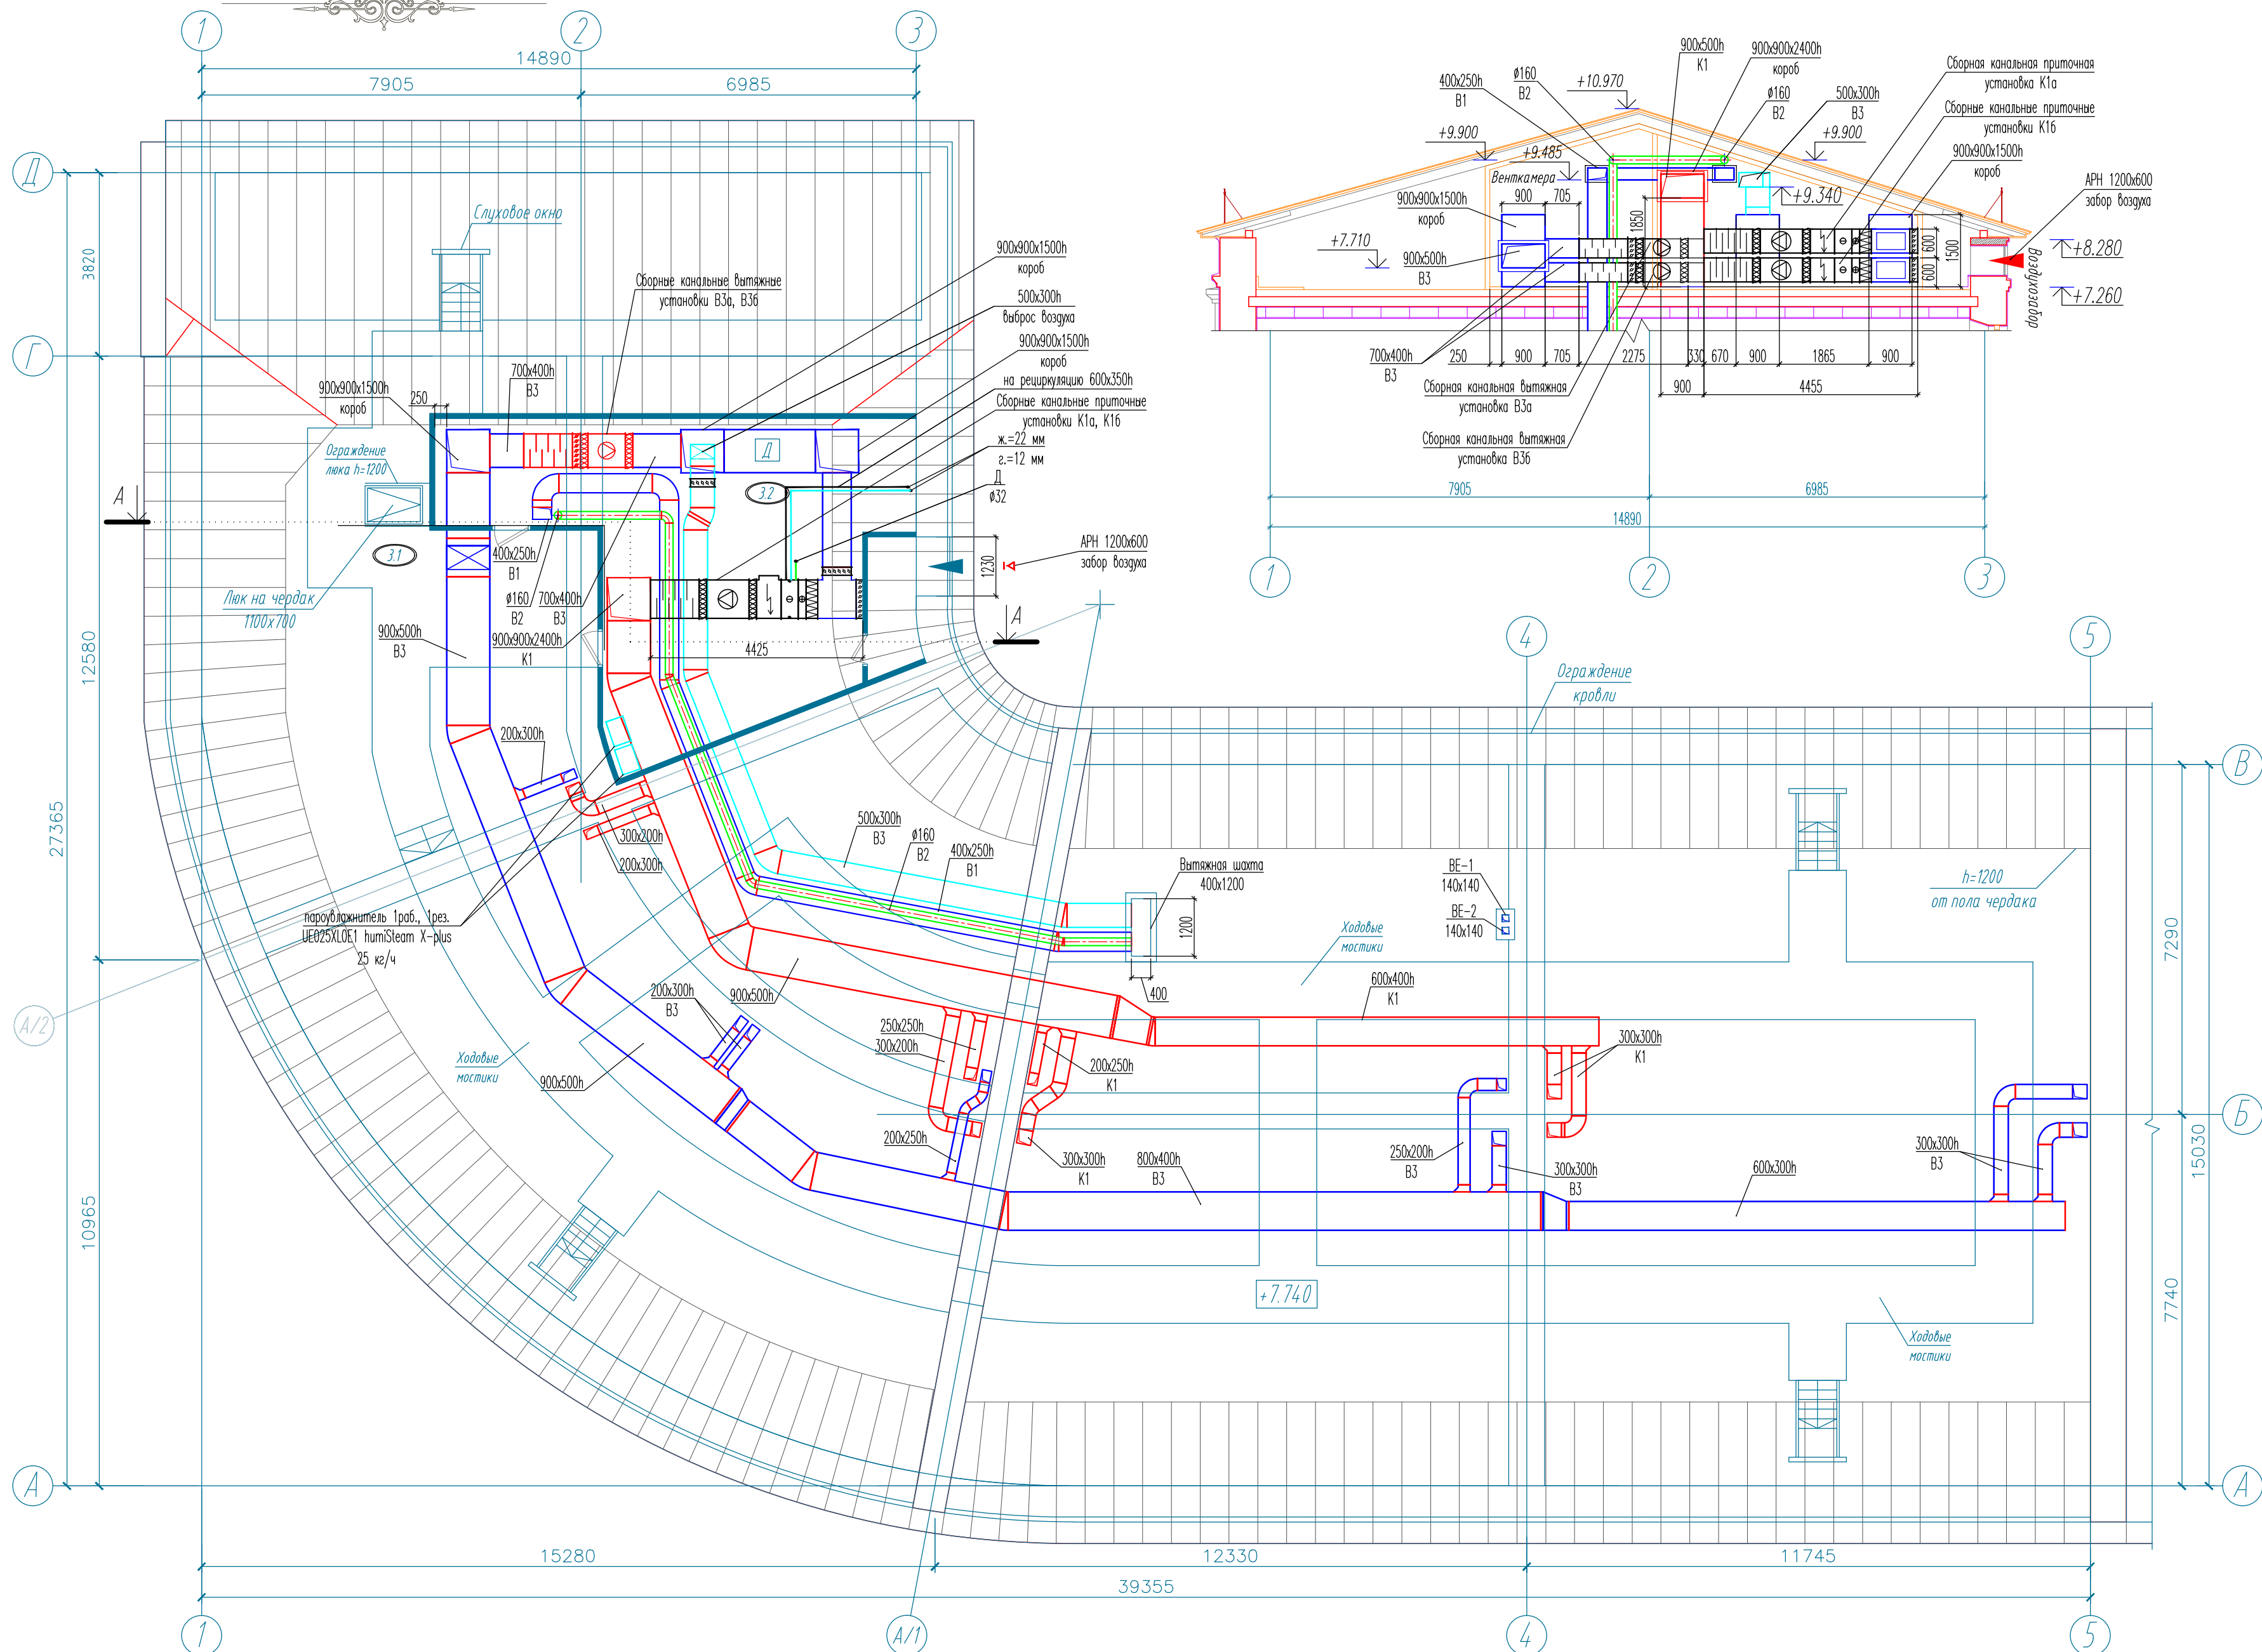 1
2
3
14890
7905
6985
Д
Г
3820
12580
27365
10965
А/2
А
Слуховое окно
Сборные канальные вытяжные
установки В3а, В3б
900х900х1500h
короб
500х300h
выброс воздуха
900х900х1500h
короб
на рециркуляцию 600х350h
Сборные канальные приточные
установки К1а, К1б
ж.=22 мм
г.=12 мм
Д
ø32
900х900х1500h
короб
250
700х400h
В3
Ограждение
люка h=1200
А
3.1
Люк на чердак
1100х700
Д
3.2
400х250h
В1
ø160
В2
700х400h
В3
900х900х2400h
К1
900х500h
В3
4425
1230
АРН 1200х600
забор воздуха
А
200х300h
300х200h
200х300h
пароувлажнитель 1раб., 1рез.
UE025XL0E1 humiSteam X-plus
25 кг/ч
500х300h
В3
ø160
В2
400х250h
В1
Вытяжная шахта
400х1200
1200
400
200х300h
В3
900х500h
900х500h
Ходовые
мостики
250х250h
300х200h
200х250h
К1
200х250h
300х300h
К1
800х400h
В3
600х400h
К1
300х300h
К1
250х200h
В3
300х300h
В3
600х300h
300х300h
В3
ВЕ-1
140х140
ВЕ-2
140х140
Ходовые
мостики
Ограждение
кровли
h=1200
от пола чердака
+7.740
Ходовые
мостики
4
5
В
Б
А
7290
7740
15030
15280
12330
11745
39355
1
А/1
4
5
900х500h
К1
900х900х2400h
короб
Сборная канальная приточная
установка К1а
400х250h
В1
ø160
В2
+10.970
ø160
В2
500х300h
В3
Сборные канальные приточные
установки К1б
+9.900
+9.485
+9.900
900х900х1500h
короб
Венткамера
900
705
+9.340
АРН 1200х600
забор воздуха
900х900х1500h
короб
1850
+7.710
900х500h
В3
600
600
1500
+8.280
+7.260
Воздухозабор
700х400h
В3
250
900
705
2275
330
670
900
1865
900
900
4455
Сборная канальная вытяжная
установка В3а
Сборная канальная вытяжная
установка В3б
7905
6985
14890
1
2
3